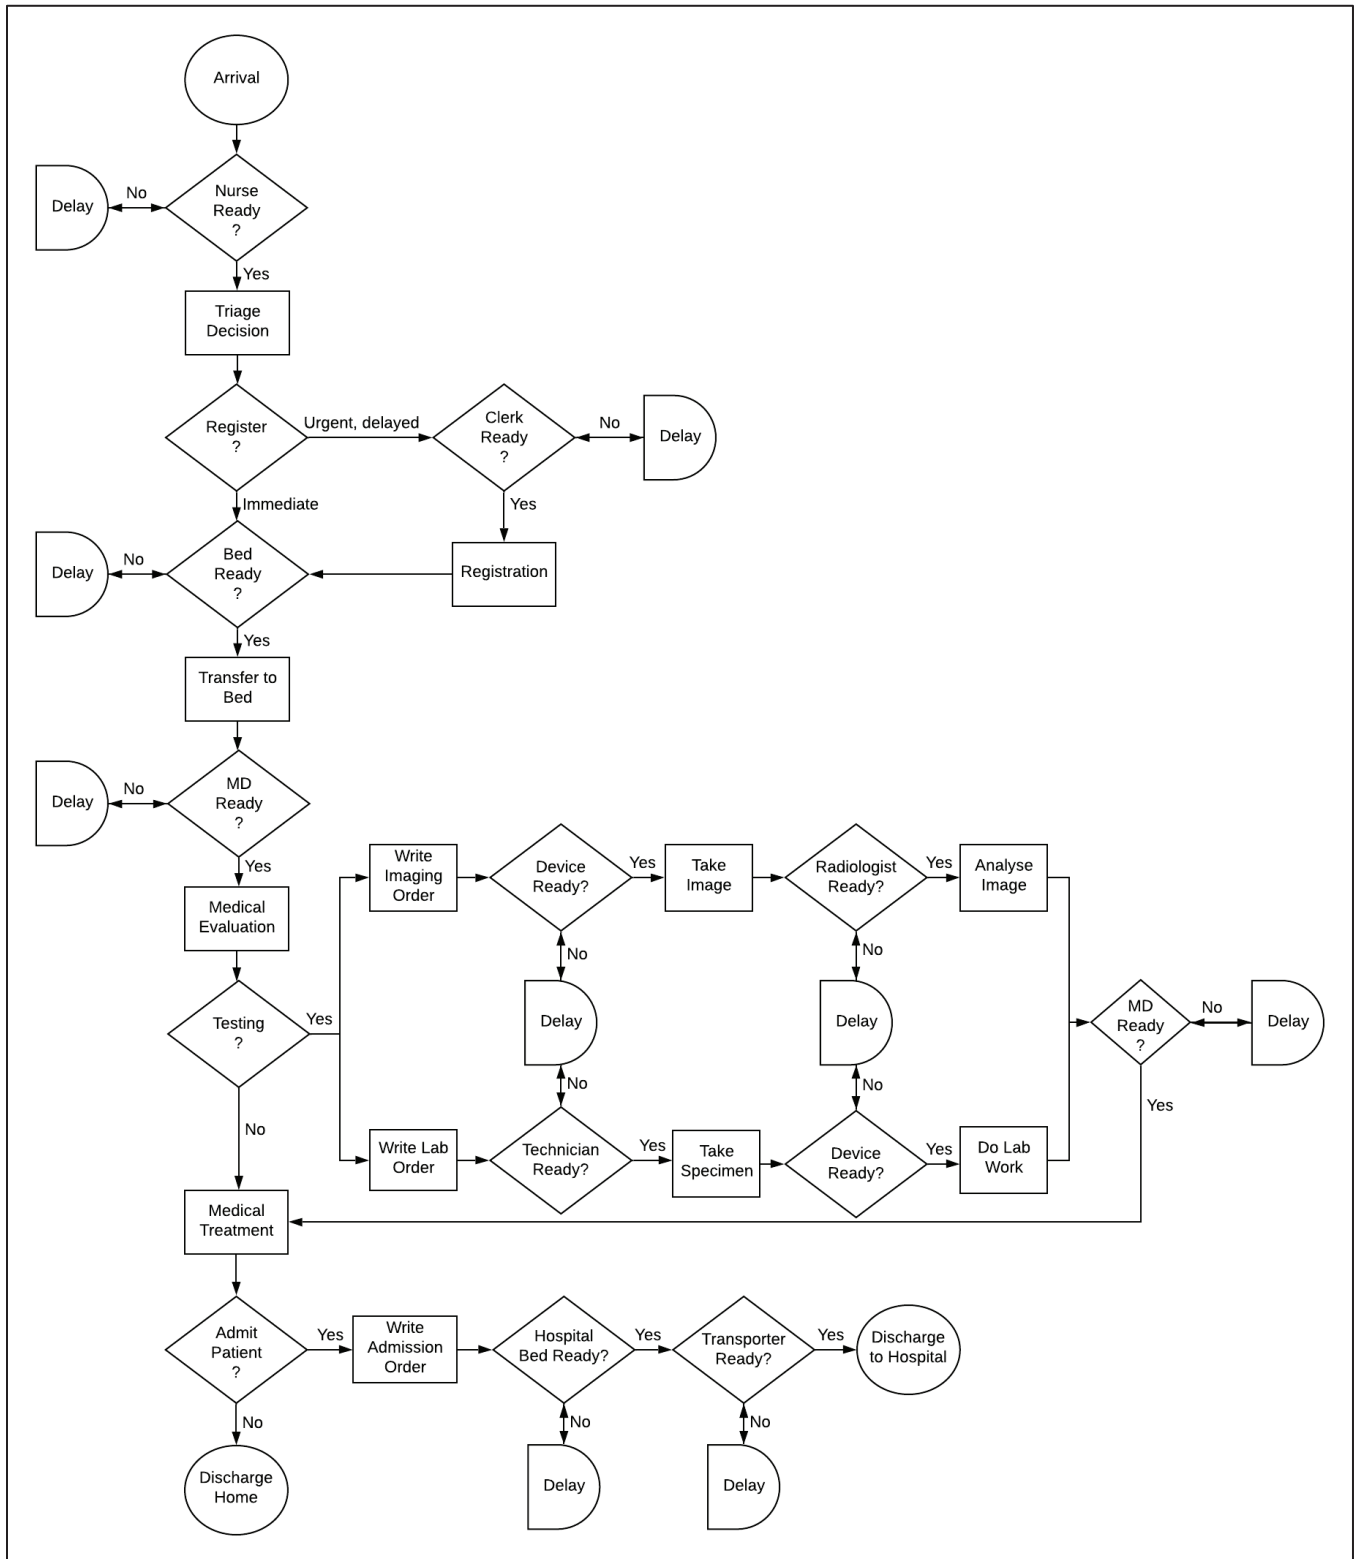 Arrival
Nurse
Ready
?
No
Delay
Yes
Triage
Decision
Register
?
Urgent, delayed
Clerk
Ready
?
No
Delay
Immediate
Yes
Bed
Ready
?
No
Delay
Registration
Yes
Transfer to
Bed
MD
Ready
?
No
Delay
Yes
Medical
Evaluation
Testing
?
Yes
Write
Imaging
Order
Device
Ready?
Yes
Take
Image
Radiologist
Ready?
Yes
Analyse
Image
No
No
Delay
Delay
No
No
MD
Ready
?
No
Delay
Yes
Write Lab
Order
Technician
Ready?
Yes
Take
Specimen
Device
Ready?
Yes
Do Lab
Work
No
Medical
Treatment
Admit
Patient
?
Yes
Write
Admission
Order
Hospital
Bed Ready?
Yes
Transporter
Ready?
Yes
Discharge
to Hospital
No
No
No
Discharge
Home
Delay
Delay